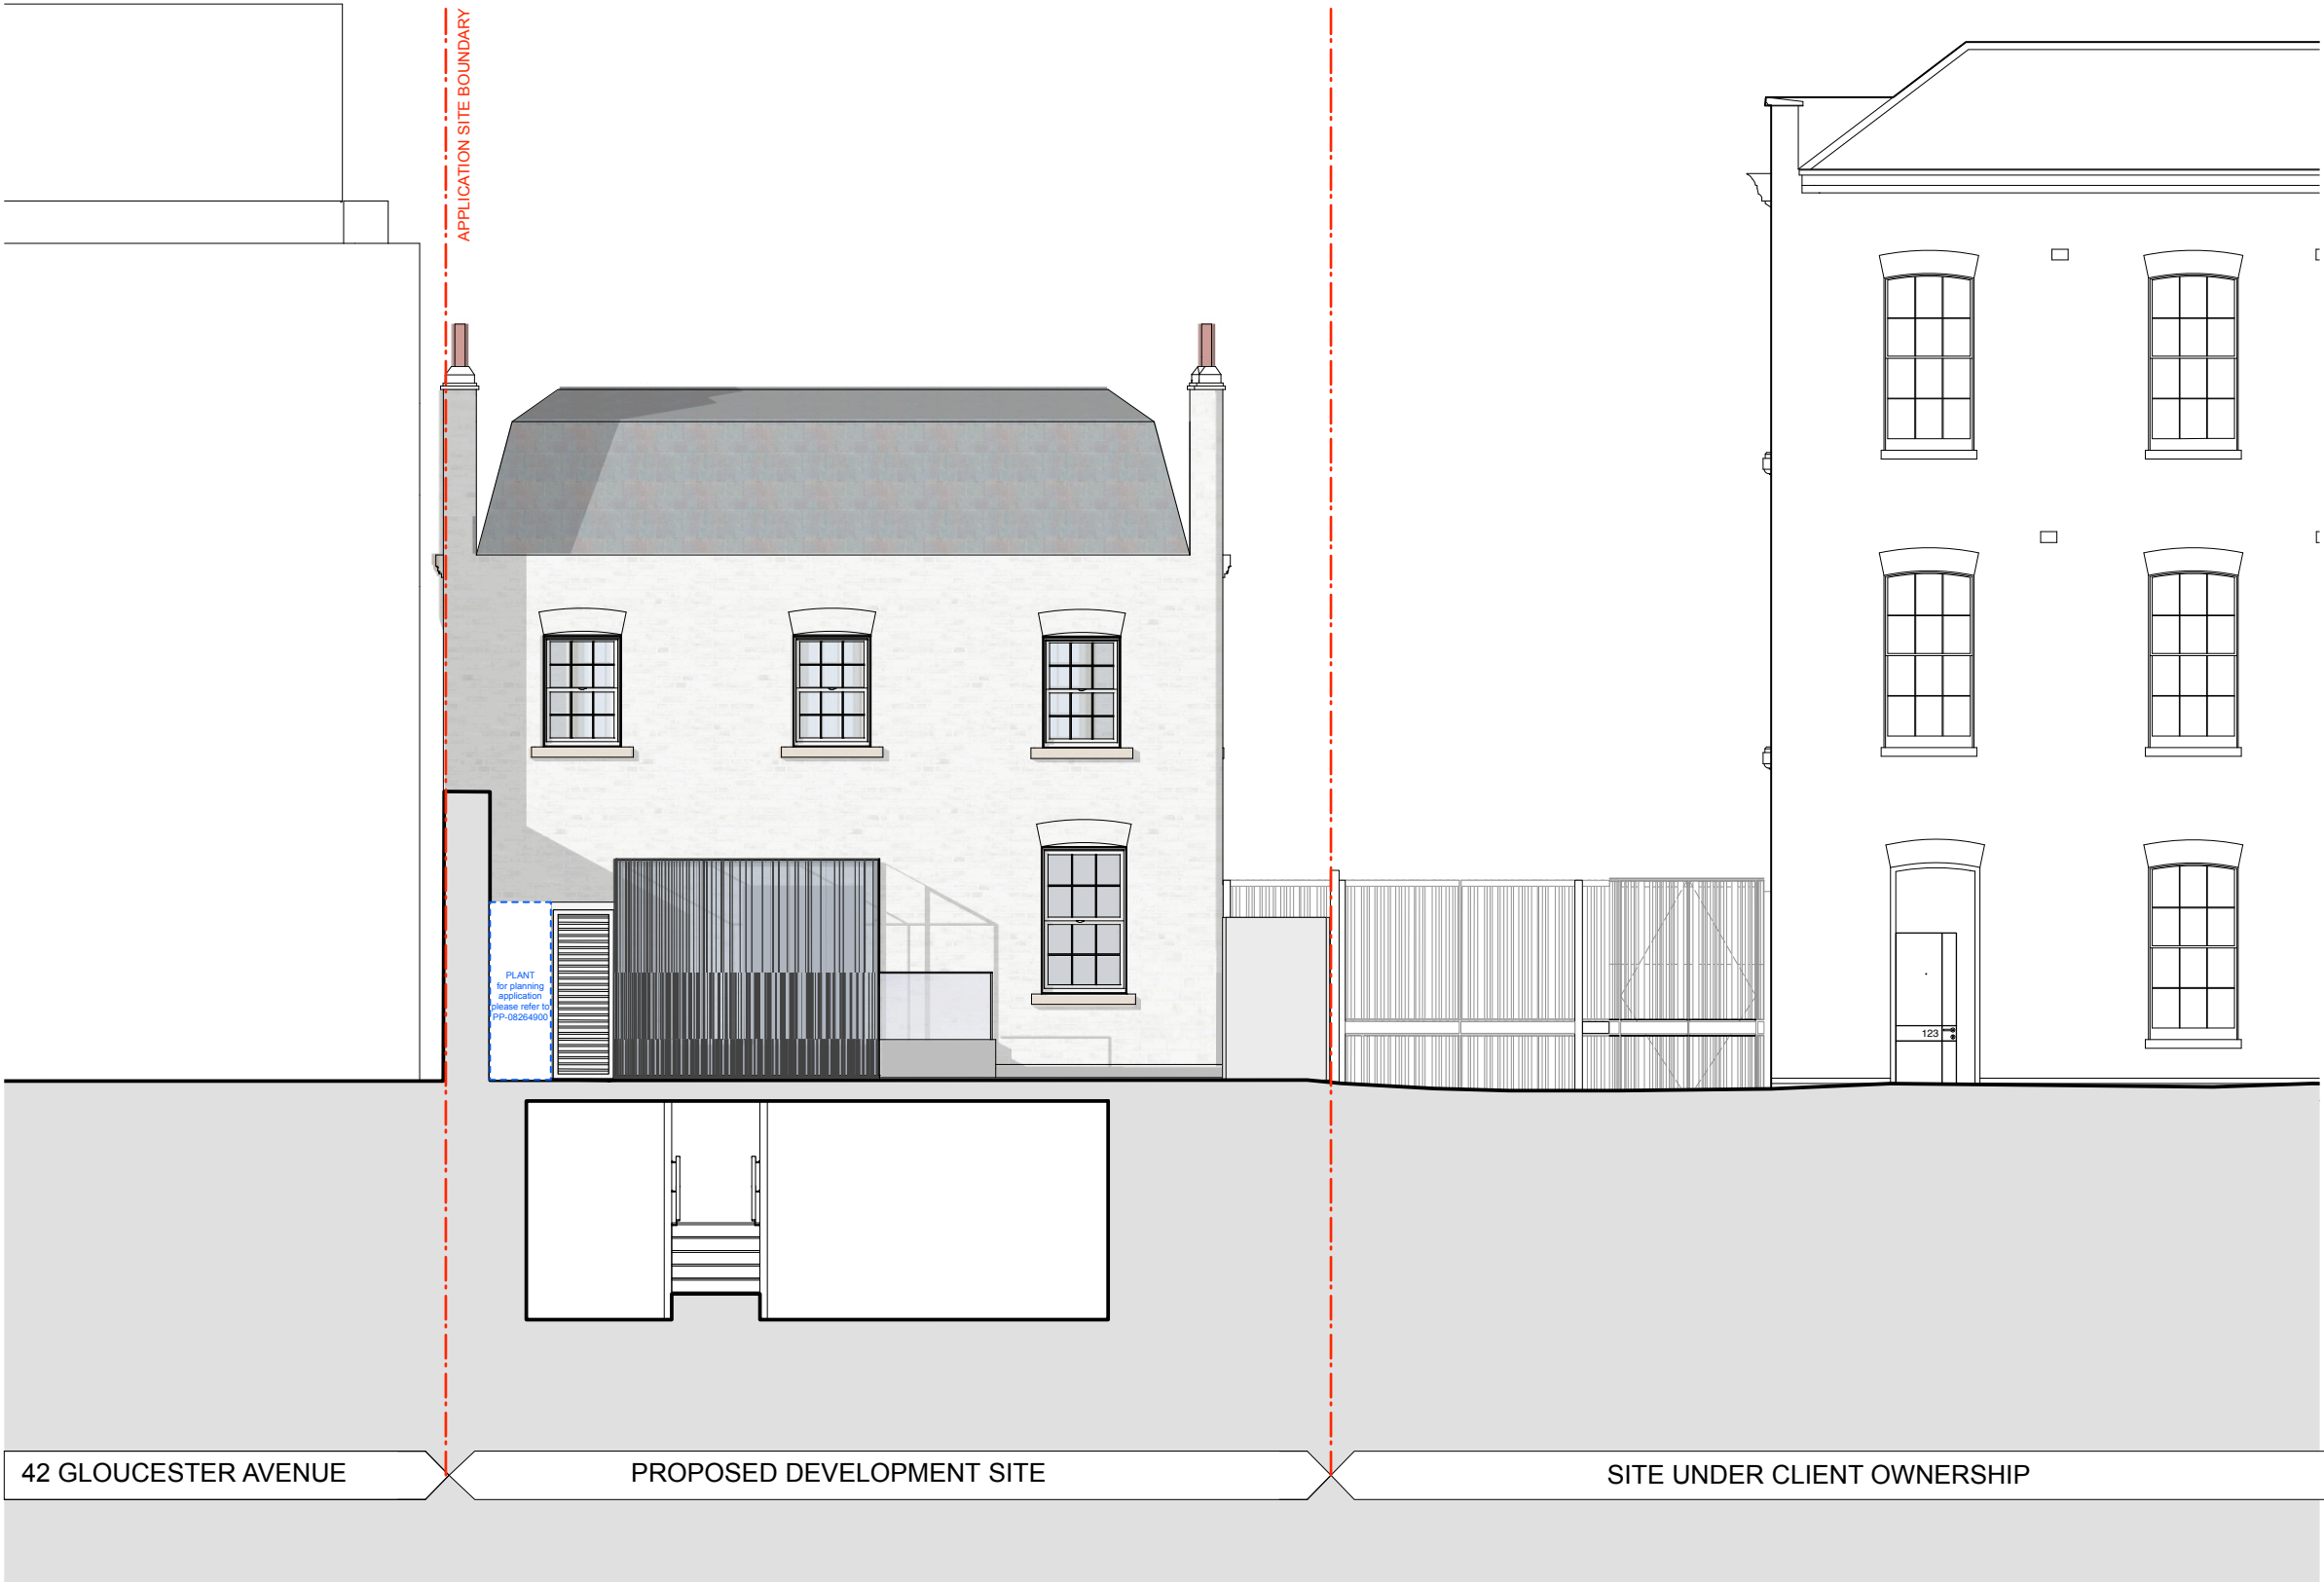 APPLICATION SITE BOUNDARY
PLANT
for planning
application
please refer to
PP-08264900
123
42 GLOUCESTER AVENUE
PROPOSED DEVELOPMENT SITE
SITE UNDER CLIENT OWNERSHIP